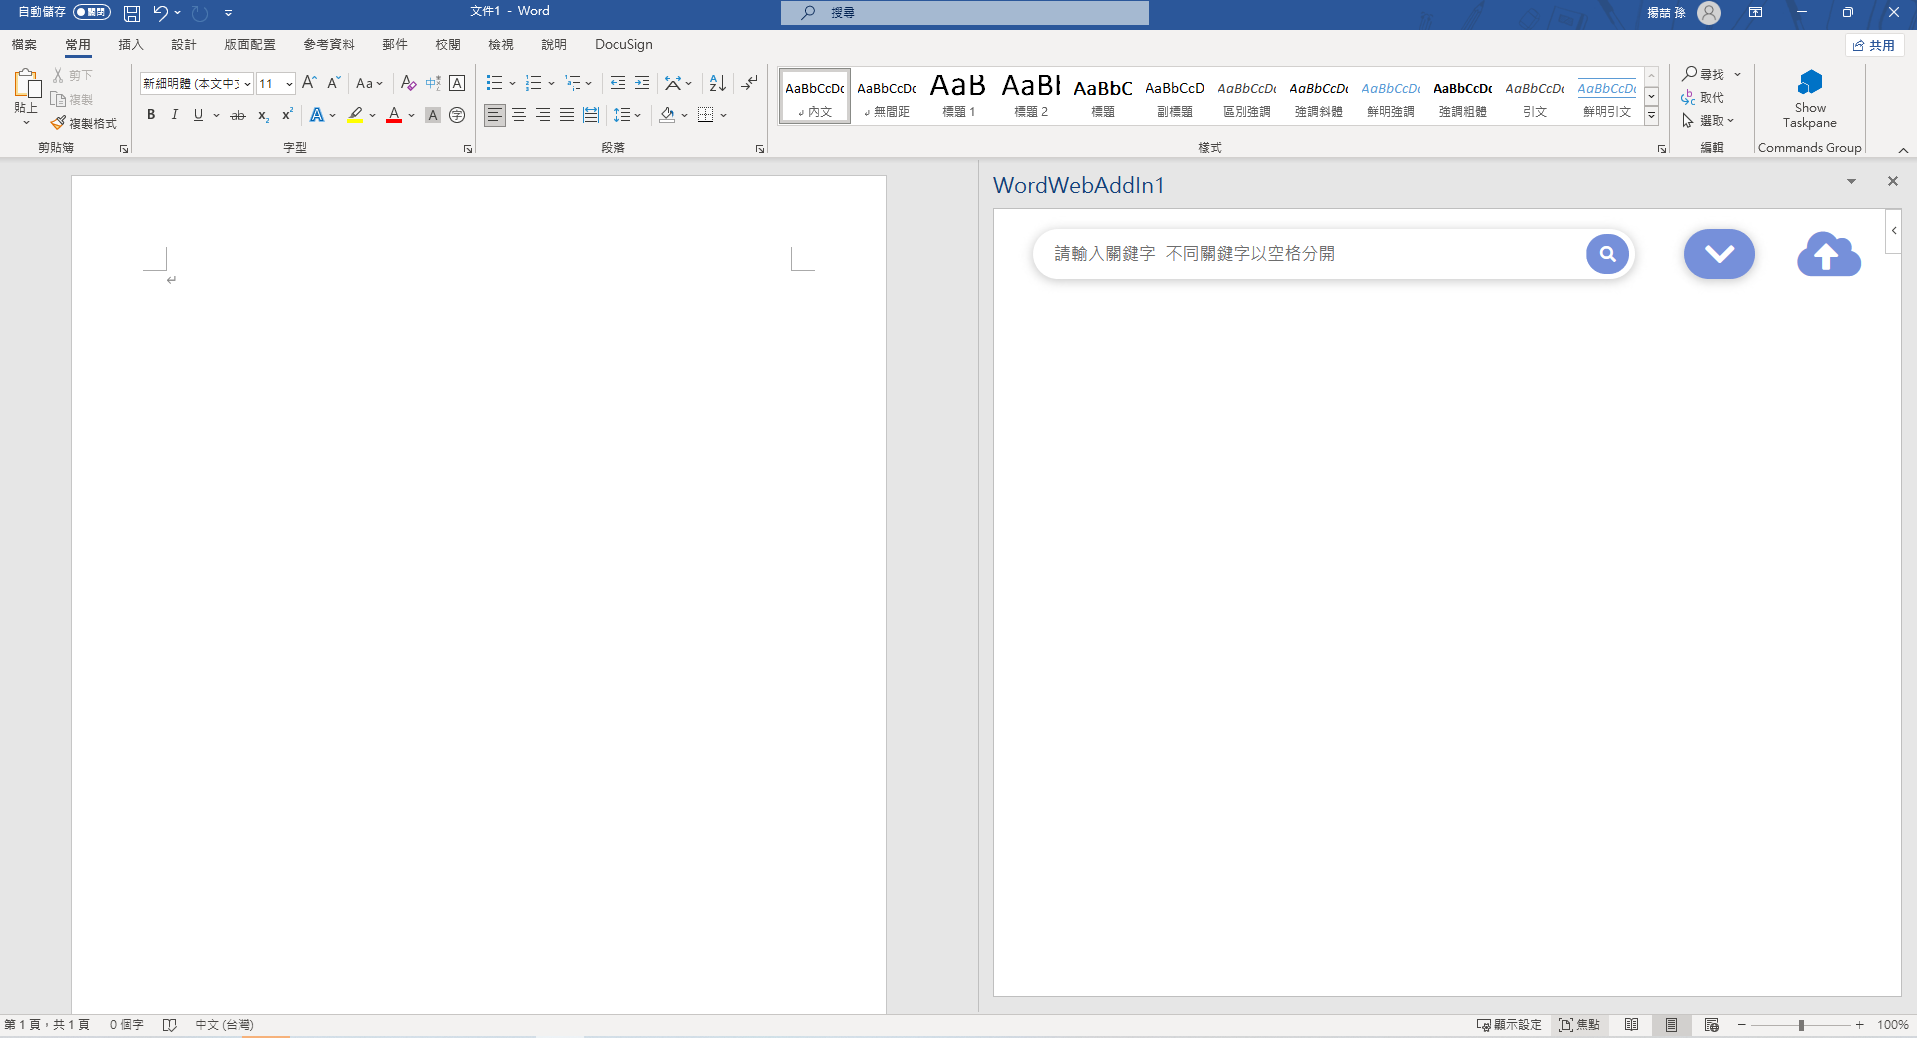 自動儲存 關閉 文件1 - Word 搜尋 揚喆 孫
檔案 常用 插入 設計 版面配置 參考資料 郵件 校閱 檢視 說明 DocuSign 共用
貼上 剪下 複製 複製格式
新細明體 (本文中文 11
AaBbCcDc AaBbCcDc AaB AaBl AaBbC AaBbCcD AaBbCcDc AaBbCcDc AaBbCcDc AaBbCcDc AaBbCcDc AaBbCcDc
內文 無間距 標題 1 標題 2 標題 副標題 區別強調 強調斜體 鮮明強調 強調粗體 引文 鮮明引文
尋找
取代
選取
Show
Taskpane
剪貼簿 字型 段落 樣式 編輯 Commands Group
WordWebAddIn1
請輸入關鍵字 不同關鍵字以空格分開
第 1 頁，共 1 頁 0 個字 中文 (台灣) 顯示設定 焦點 100%